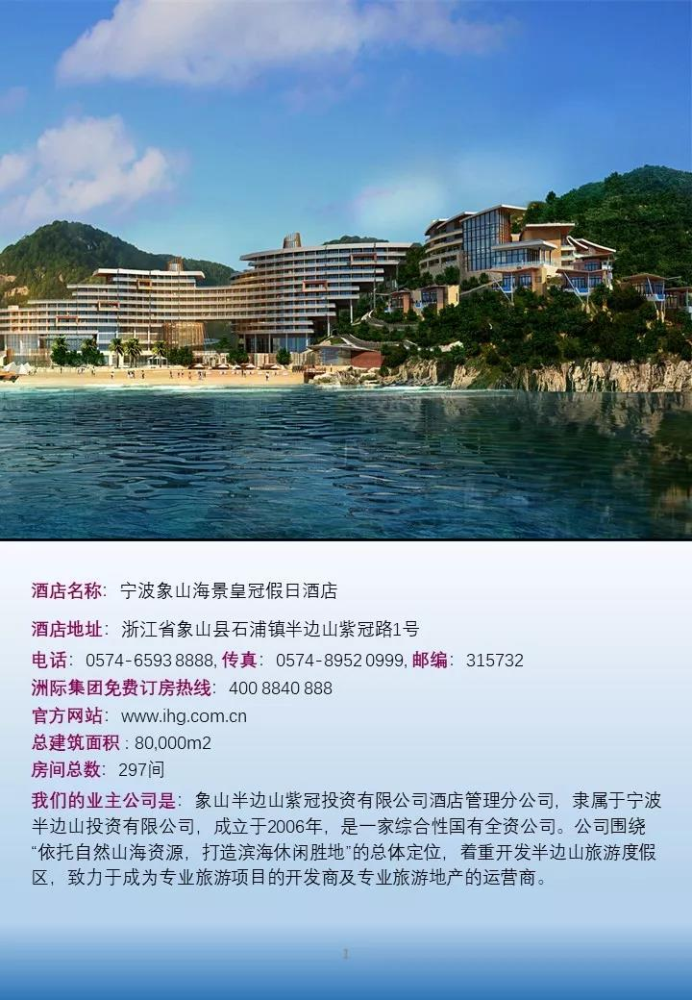 酒店名称：宁波象山海景皇冠假日酒店
酒店地址：浙江省象山县石浦镇半边山紫冠路1号
电话：0574-6593 8888, 传真：0574-8952 0999, 邮编：315732
洲际集团免费订房热线：400 8840 888
官方网站：www.ihg.com.cn
总建筑面积 : 80,000m2
房间总数：297间
我们的业主公司是：象山半边山紫冠投资有限公司酒店管理分公司，隶属于宁波
半边山投资有限公司，成立于2006年，是一家综合性国有全资公司。公司围绕
“依托自然山海资源，打造滨海休闲胜地”的总体定位，着重开发半边山旅游度假
区，致力于成为专业旅游项目的开发商及专业旅游地产的运营商。
1